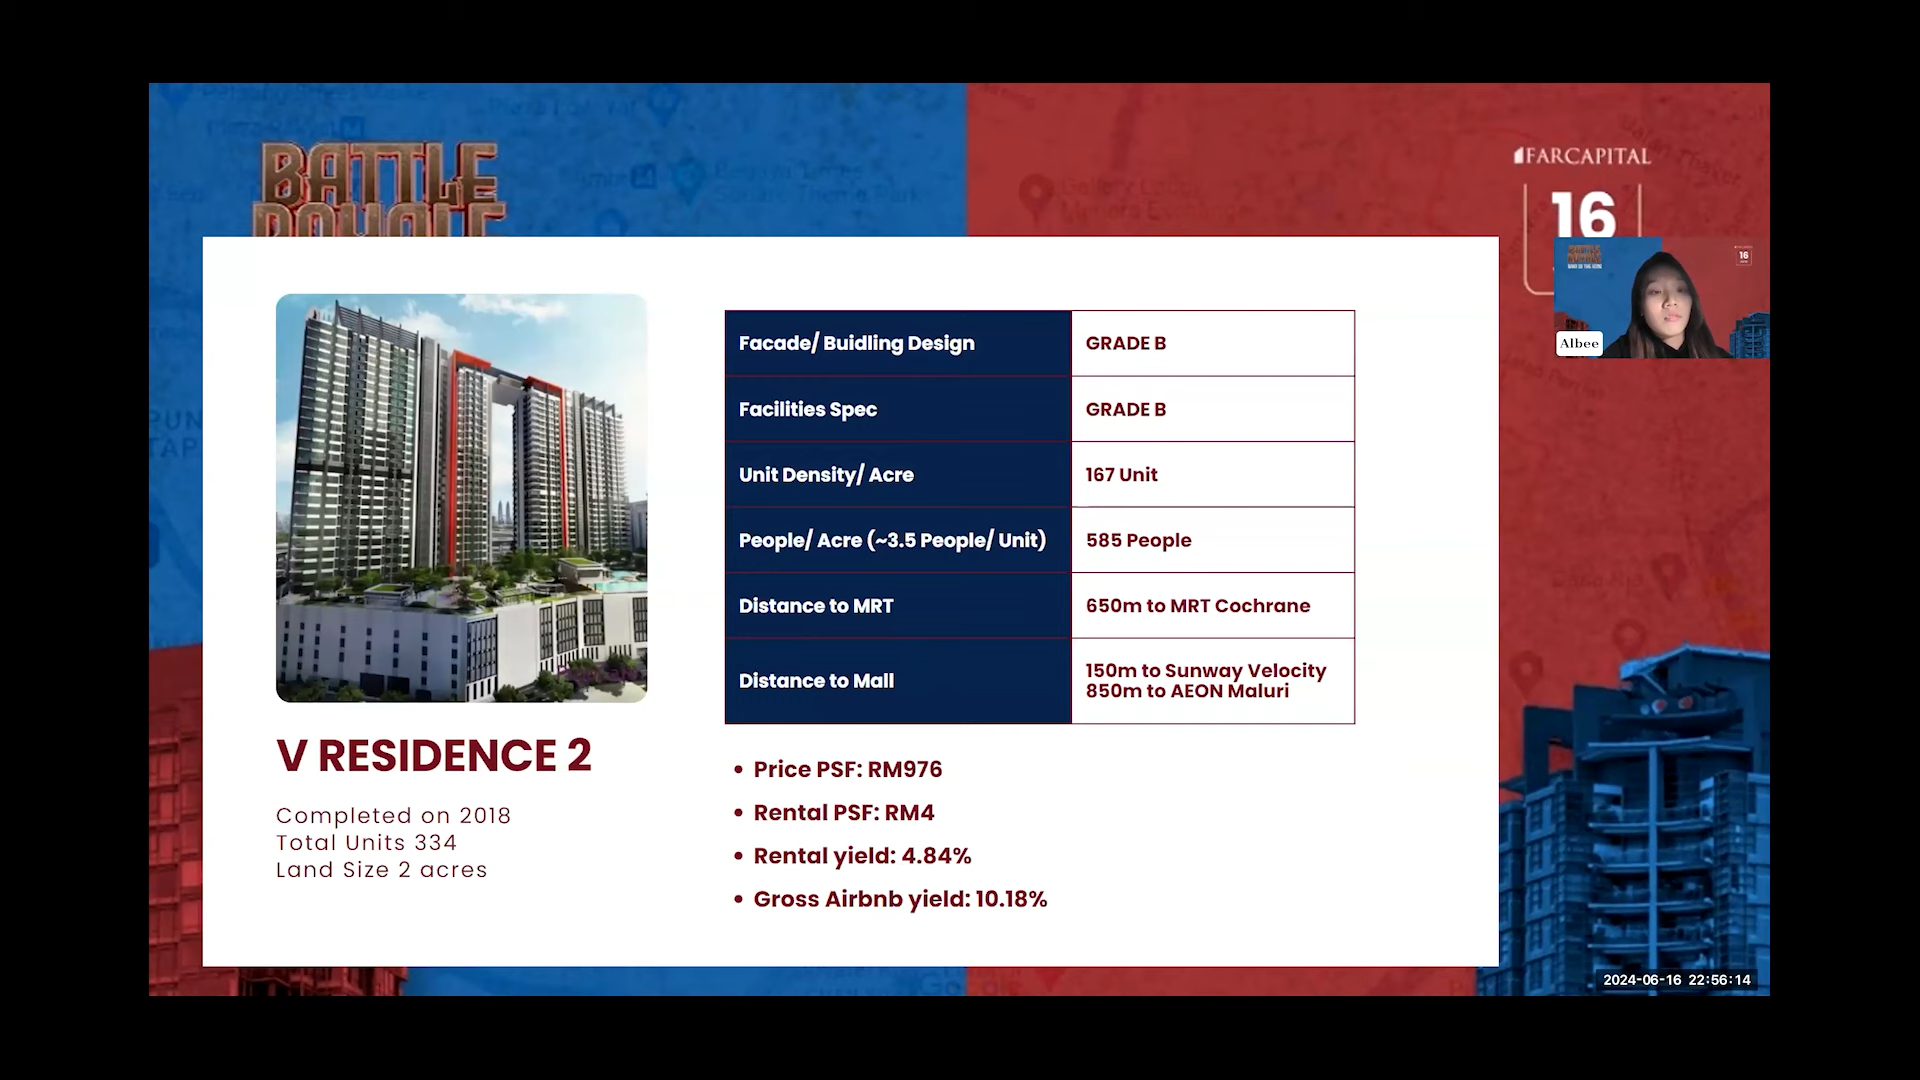 BATTLE
ROYALE
FARCAPITAL
16
16
Albee
Facade/ Buidling Design
GRADE B
Facilities Spec
GRADE B
Unit Density/ Acre
167 Unit
People/ Acre (~3.5 People/ Unit)
585 People
Distance to MRT
650m to MRT Cochrane
Distance to Mall
150m to Sunway Velocity
850m to AEON Maluri
V RESIDENCE 2
Completed on 2018
Total Units 334
Land Size 2 acres
• Price PSF: RM976
• Rental PSF: RM4
• Rental yield: 4.84%
• Gross Airbnb yield: 10.18%
2024-06-16 22:56:14